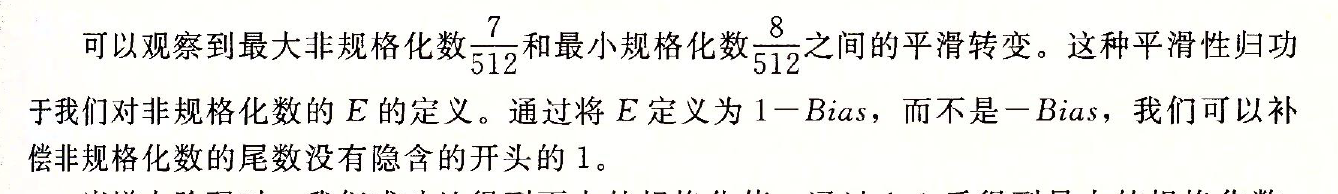 可以观察到最大非规格化数7/512和最小规格化数8/512之间的平滑转变。这种平滑性归功
于我们对非规格化数的 E 的定义。通过将 E 定义为 1－Bias，而不是－Bias，我们可以补
偿非规格化数的尾数没有隐含的开头的 1。